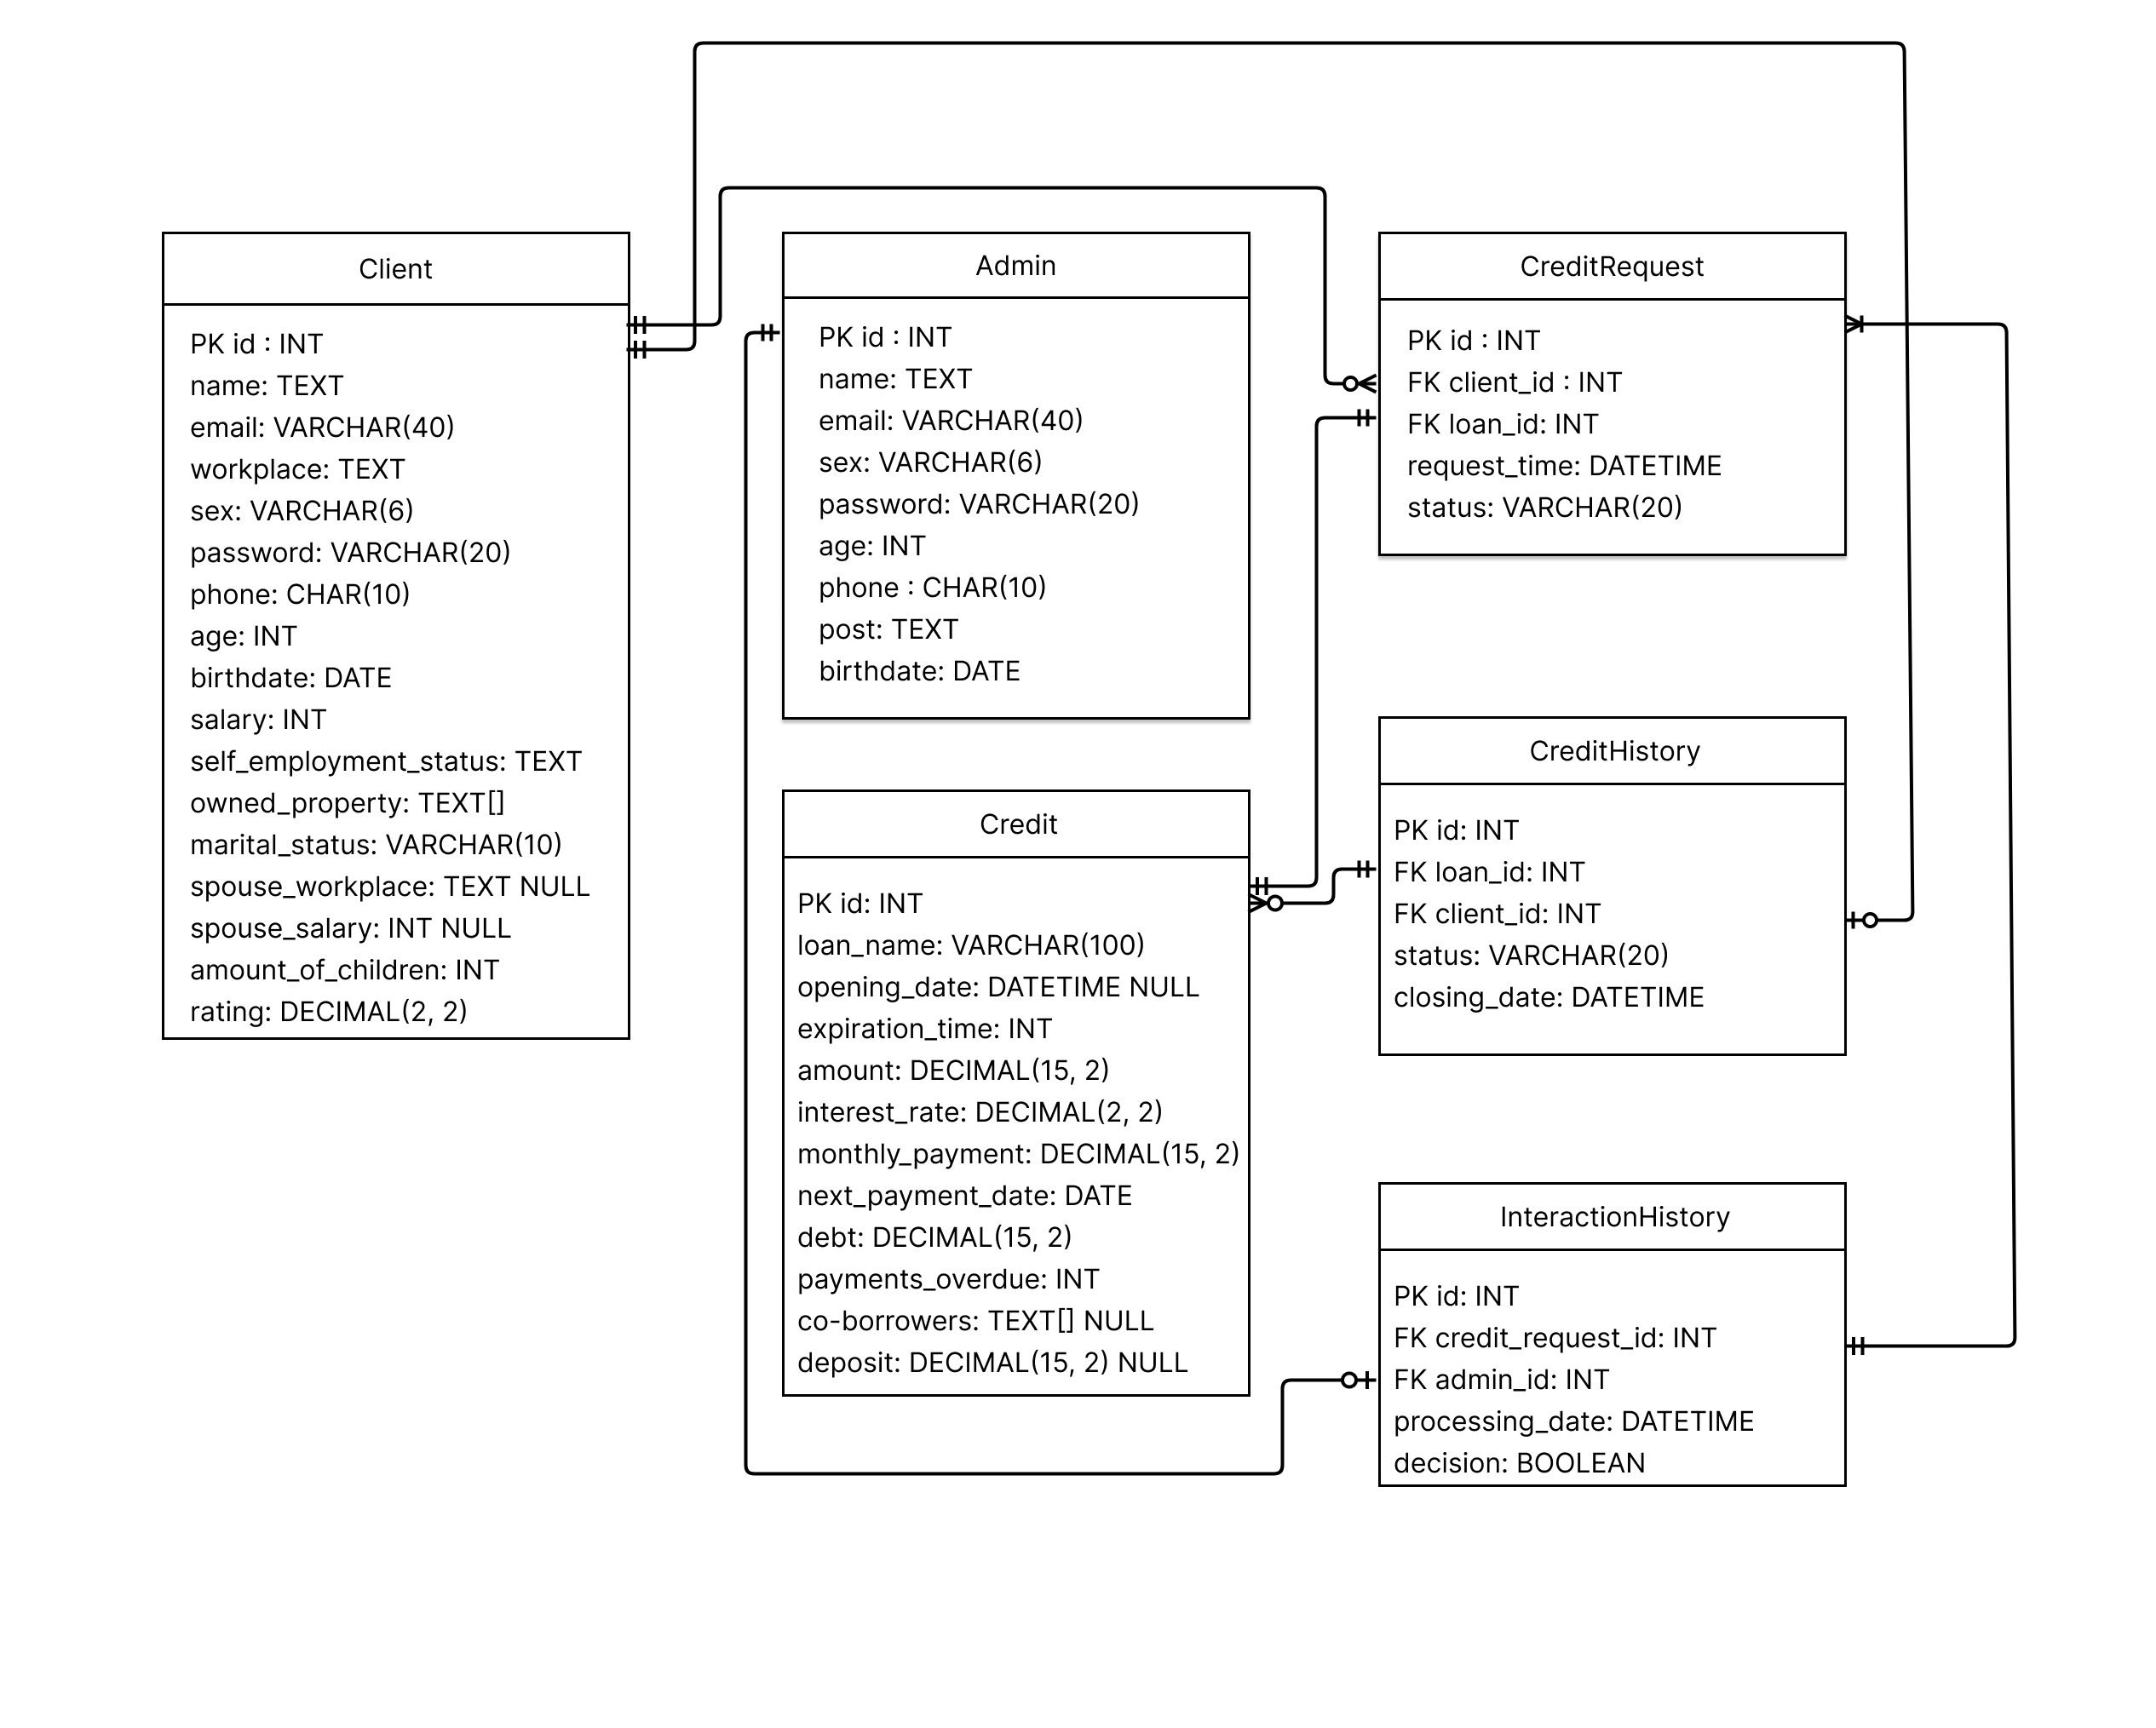 Client
PK id : INT
name: TEXT
email: VARCHAR(40)
workplace: TEXT
sex: VARCHAR(6)
password: VARCHAR(20)
phone: CHAR(10)
age: INT
birthdate: DATE
salary: INT
self_employment_status: TEXT
owned_property: TEXT[]
marital_status: VARCHAR(10)
spouse_workplace: TEXT NULL
spouse_salary: INT NULL
amount_of_children: INT
rating: DECIMAL(2, 2)
Admin
PK id : INT
name: TEXT
email: VARCHAR(40)
sex: VARCHAR(6)
password: VARCHAR(20)
age: INT
phone : CHAR(10)
post: TEXT
birthdate: DATE
Credit
PK id: INT
loan_name: VARCHAR(100)
opening_date: DATETIME NULL
expiration_time: INT
amount: DECIMAL(15, 2)
interest_rate: DECIMAL(2, 2)
monthly_payment: DECIMAL(15, 2)
next_payment_date: DATE
debt: DECIMAL(15, 2)
payments_overdue: INT
co-borrowers: TEXT[] NULL
deposit: DECIMAL(15, 2) NULL
CreditRequest
PK id : INT
FK client_id : INT
FK loan_id: INT
request_time: DATETIME
status: VARCHAR(20)
CreditHistory
PK id: INT
FK loan_id: INT
FK client_id: INT
status: VARCHAR(20)
closing_date: DATETIME
InteractionHistory
PK id: INT
FK credit_request_id: INT
FK admin_id: INT
processing_date: DATETIME
decision: BOOLEAN